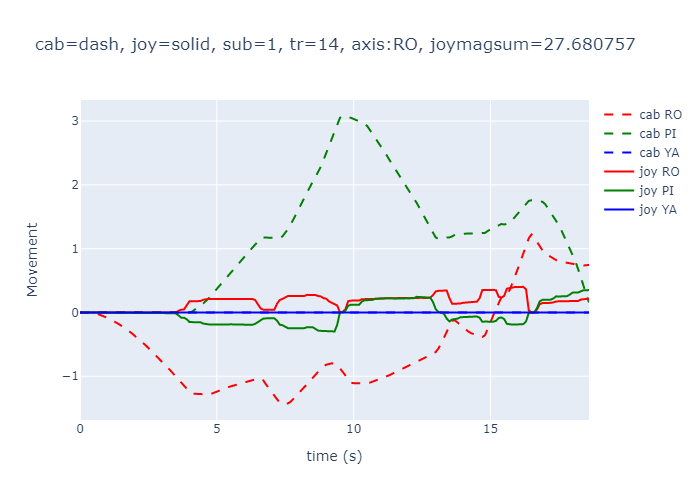 cab=dash, joy=solid, sub=1, tr=14, axis:RO, joymagsum=27.680757
cab RO
cab PI
cab YA
joy RO
joy PI
joy YA
3
2
1
0
−1
Movement
0
5
10
15
time (s)